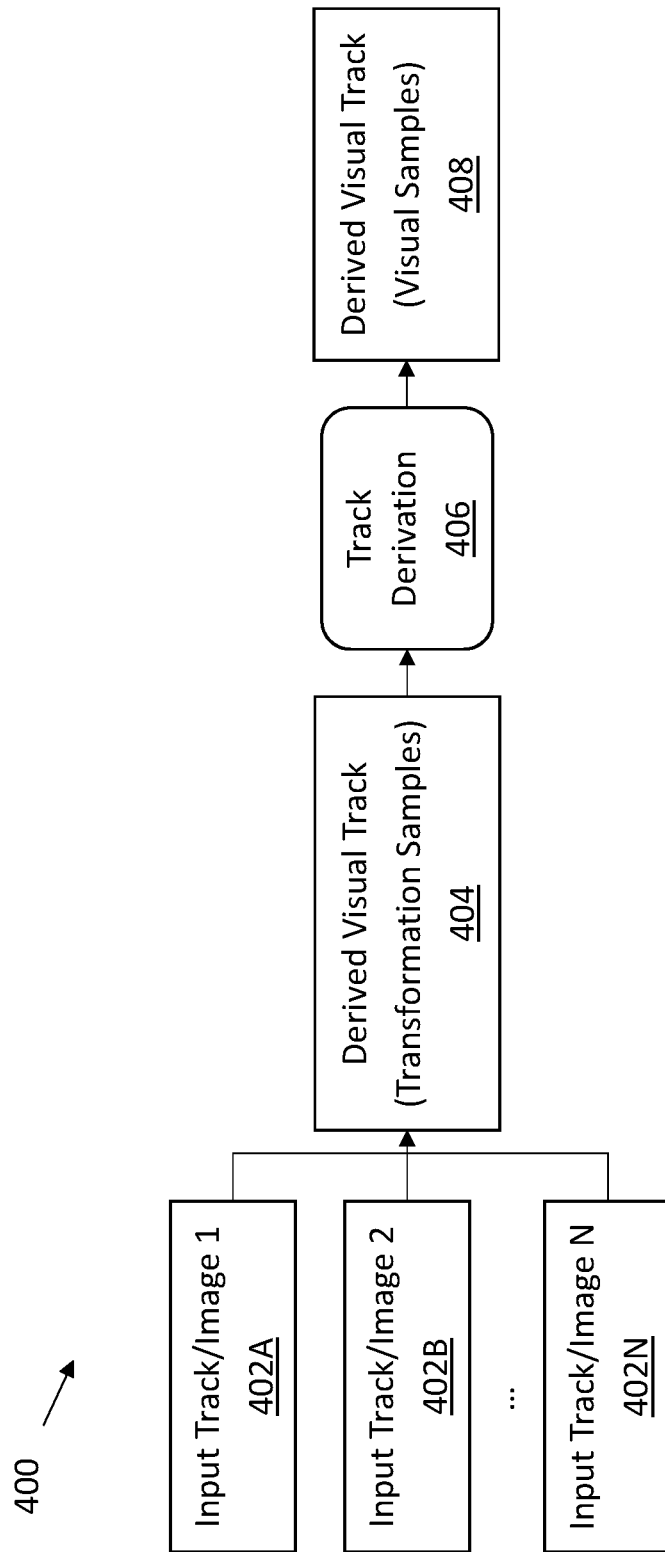 400
Input Track/Image 1
402A
Input Track/Image 2
402B
...
Input Track/Image N
402N
Derived Visual Track
(Transformation Samples)
404
Track
Derivation
406
Derived Visual Track
(Visual Samples)
408